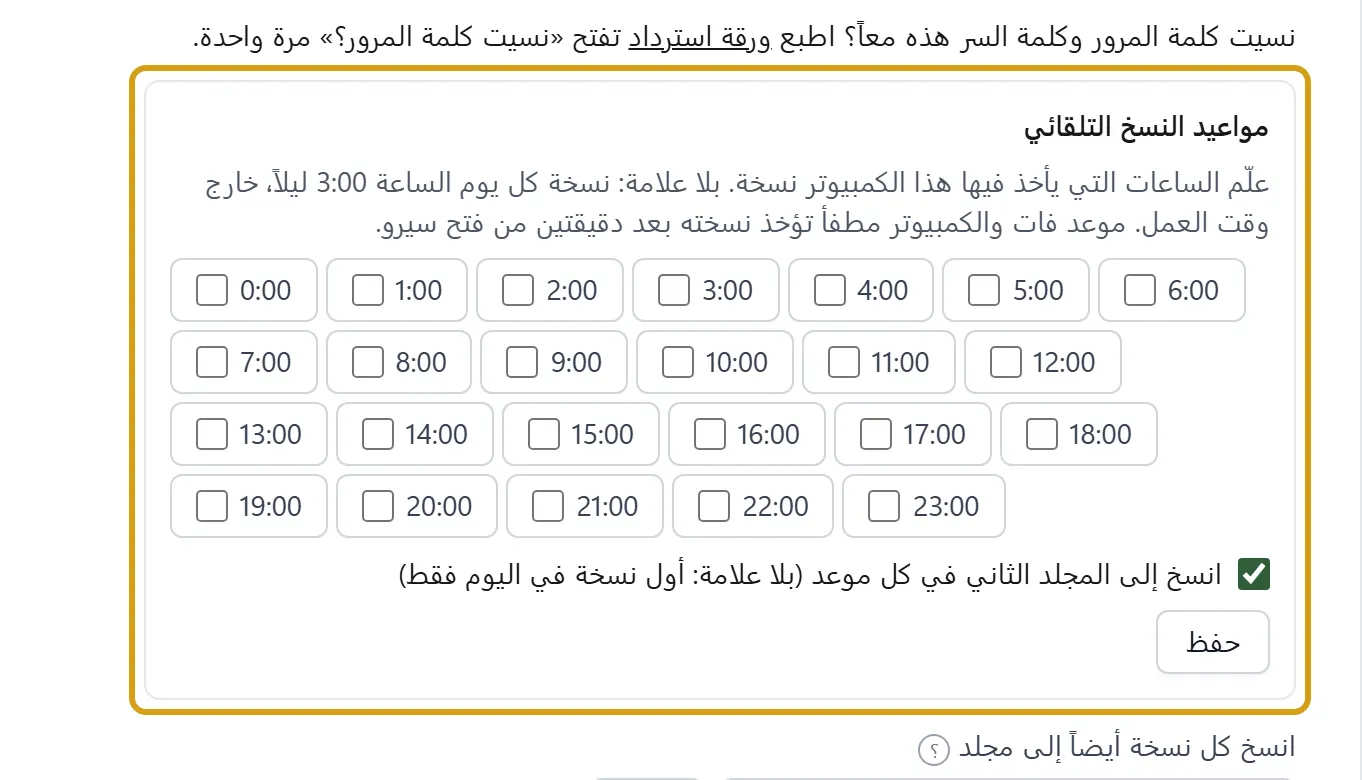 نسيت كلمة المرور وكلمة السر هذه معاً؟ اطبع ورقة استرداد تفتح «نسيت كلمة المرور؟» مرة واحدة.
مواعيد النسخ التلقائي
علّم الساعات التي يأخذ فيها هذا الكمبيوتر نسخة. بلا علامة: نسخة كل يوم الساعة 3:00 ليلاً، خارج
وقت العمل. موعد فات والكمبيوتر مطفأ تؤخذ نسخته بعد دقيقتين من فتح سيرو.
0:00 1:00 2:00 3:00 4:00 5:00 6:00
7:00 8:00 9:00 10:00 11:00 12:00
13:00 14:00 15:00 16:00 17:00 18:00
19:00 20:00 21:00 22:00 23:00
انسخ إلى المجلد الثاني في كل موعد (بلا علامة: أول نسخة في اليوم فقط)
حفظ
انسخ كل نسخة أيضاً إلى مجلد ؟